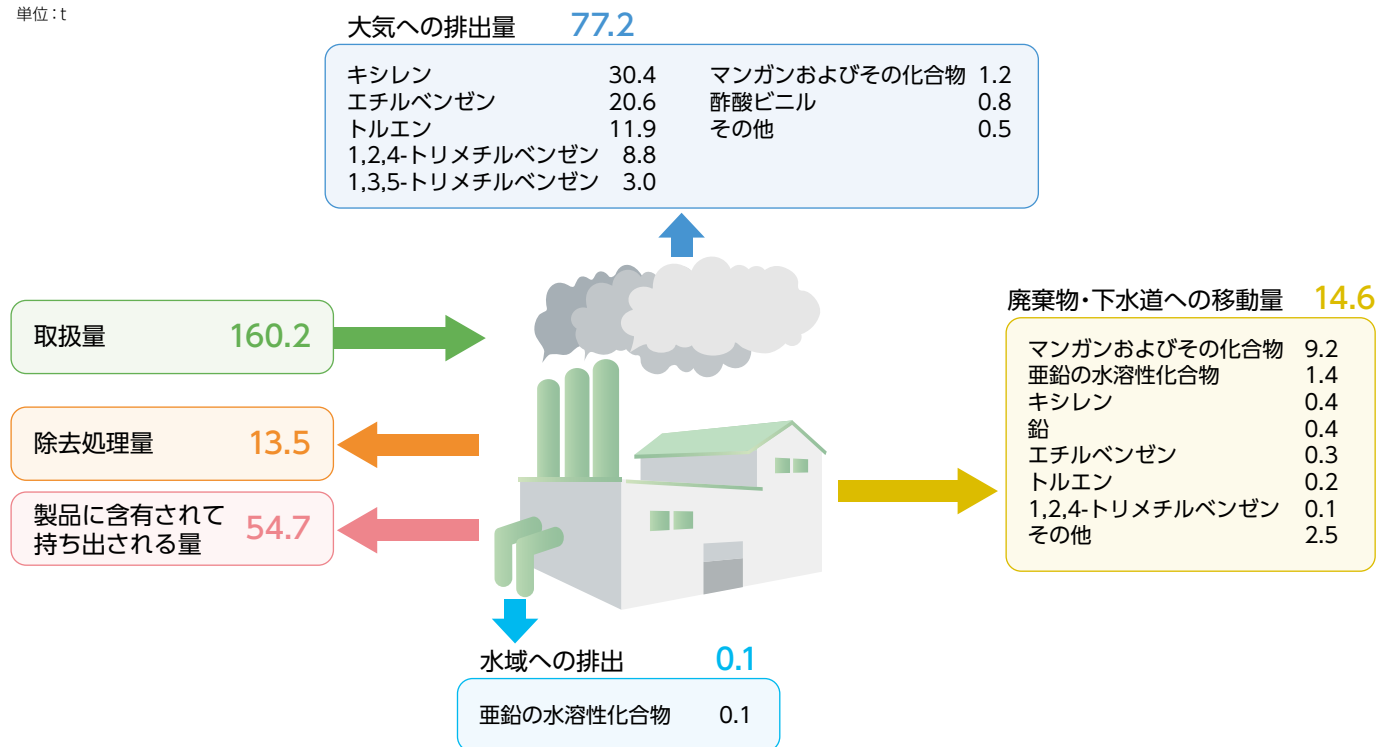 単位：t
大気への排出量 77.2
キシレン 30.4
エチルベンゼン 20.6
トルエン 11.9
1,2,4-トリメチルベンゼン 8.8
1,3,5-トリメチルベンゼン 3.0
マンガンおよびその化合物 1.2
酢酸ビニル 0.8
その他 0.5
取扱量 160.2
除去処理量 13.5
製品に含有されて
持ち出される量 54.7
廃棄物・下水道への移動量 14.6
マンガンおよびその化合物 9.2
亜鉛の水溶性化合物 1.4
キシレン 0.4
鉛 0.4
エチルベンゼン 0.3
トルエン 0.2
1,2,4-トリメチルベンゼン 0.1
その他 2.5
水域への排出 0.1
亜鉛の水溶性化合物 0.1